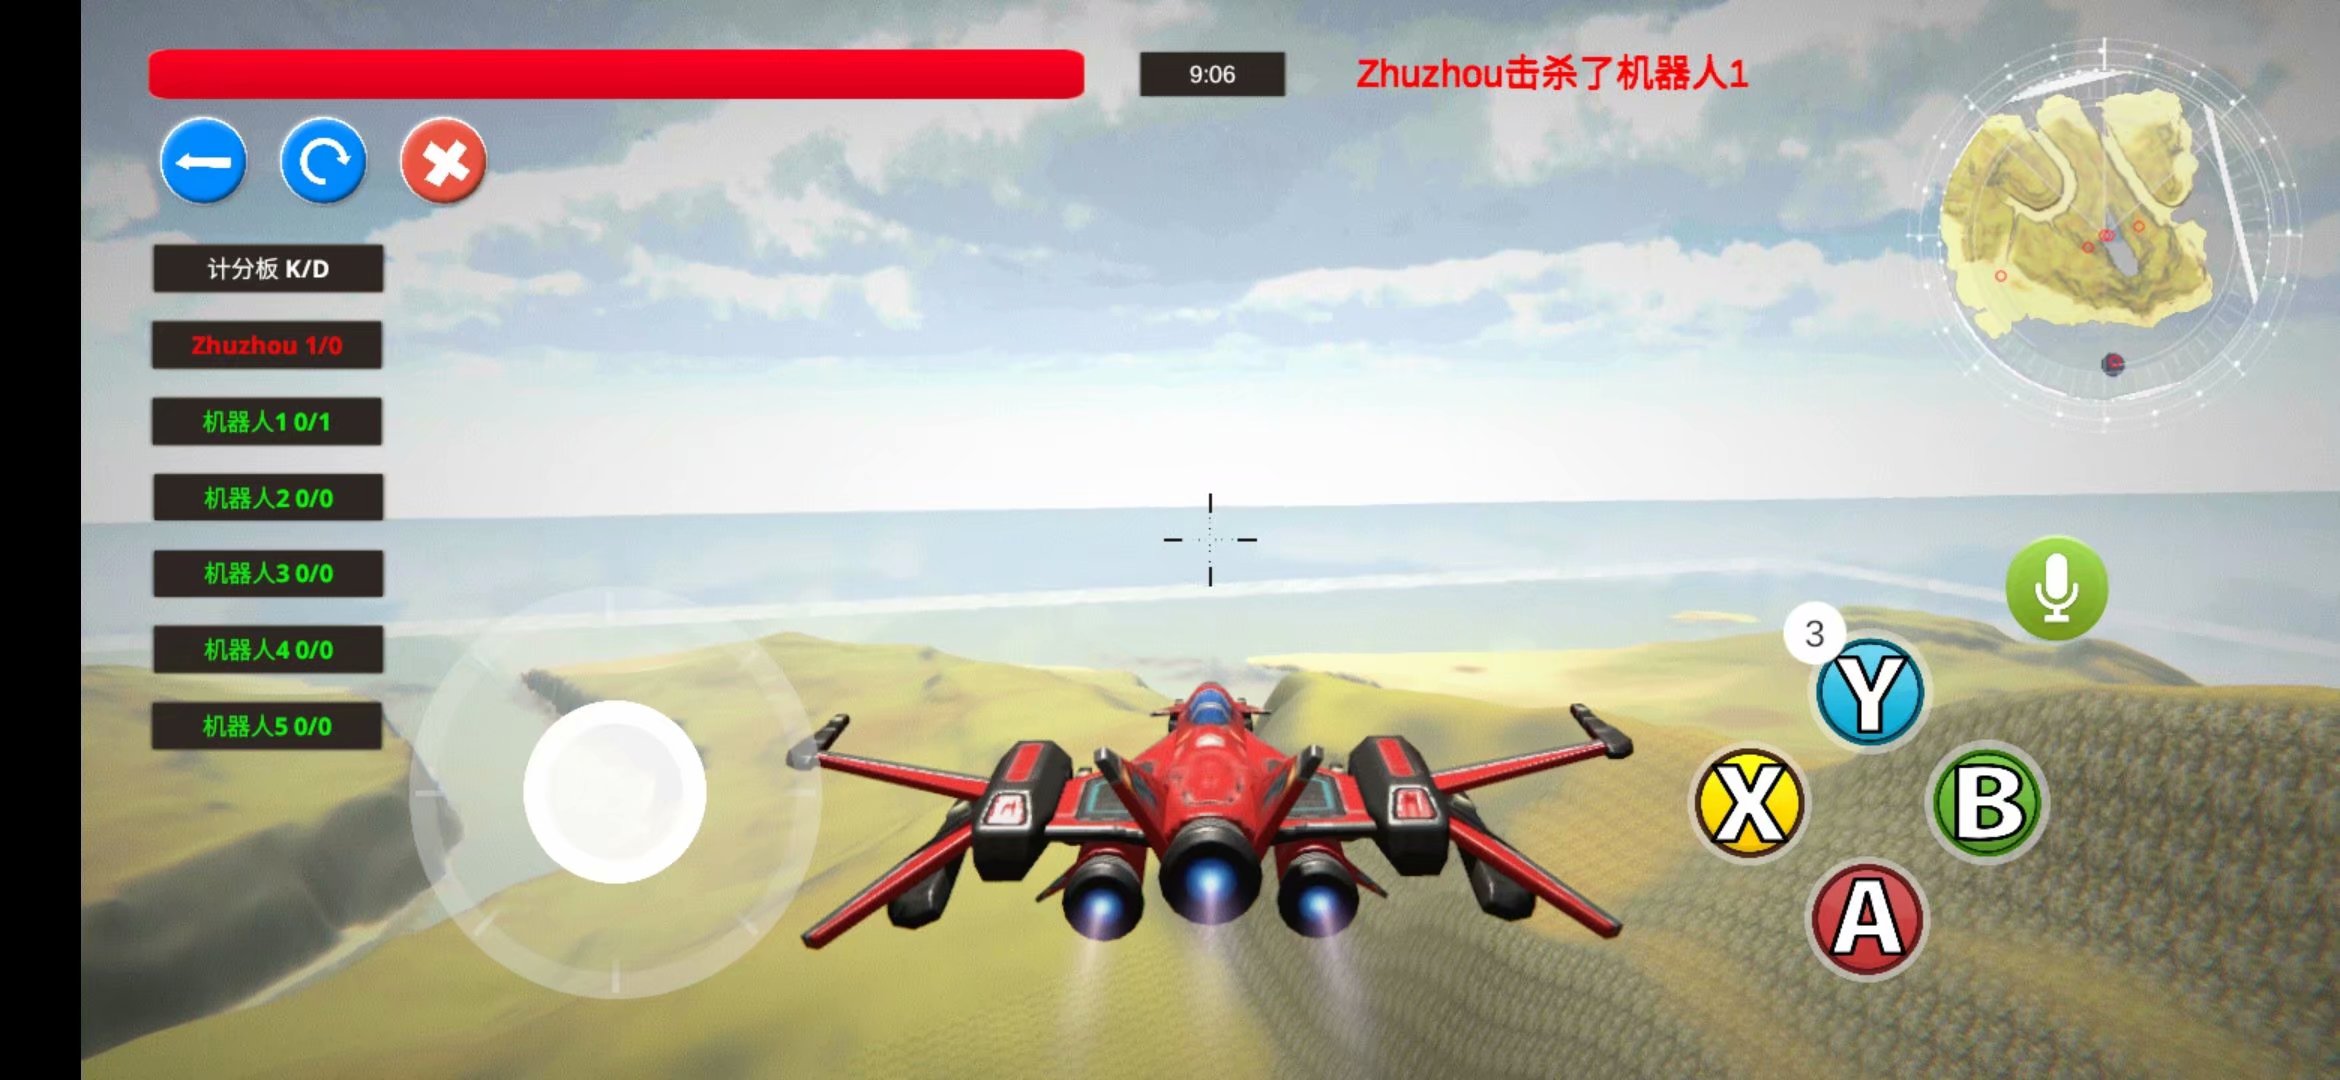 9:06
Zhuzhou击杀了机器人1
计分板 K/D
Zhuzhou 1/0
机器人1 0/1
机器人2 0/0
机器人3 0/0
机器人4 0/0
机器人5 0/0
3
Y
X
B
A